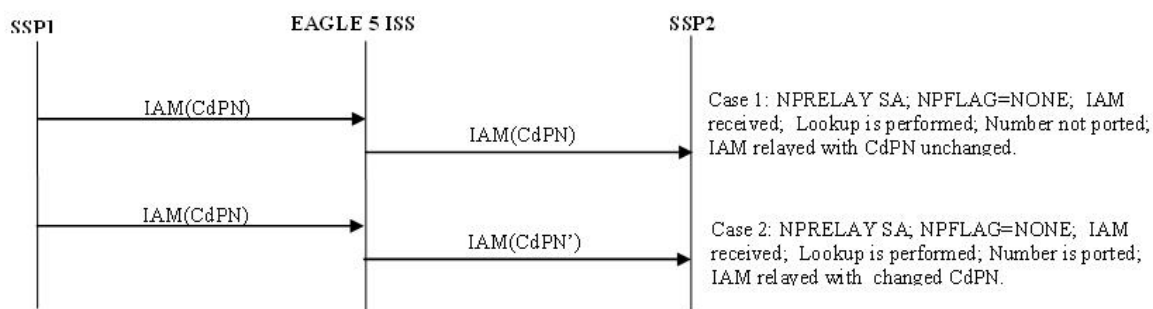 SSP1 EAGLE 5 ISS SSP2
IAM(CdPN)
IAM(CdPN)
Case 1: NPRELAY SA; NPFLAG=NONE; IAM
received; Lookup is performed; Number not ported;
IAM relayed with CdPN unchanged.
IAM(CdPN)
IAM(CdPN')
Case 2: NPRELAY SA; NPFLAG=NONE; IAM
received; Lookup is performed; Number is ported;
IAM relayed with changed CdPN.